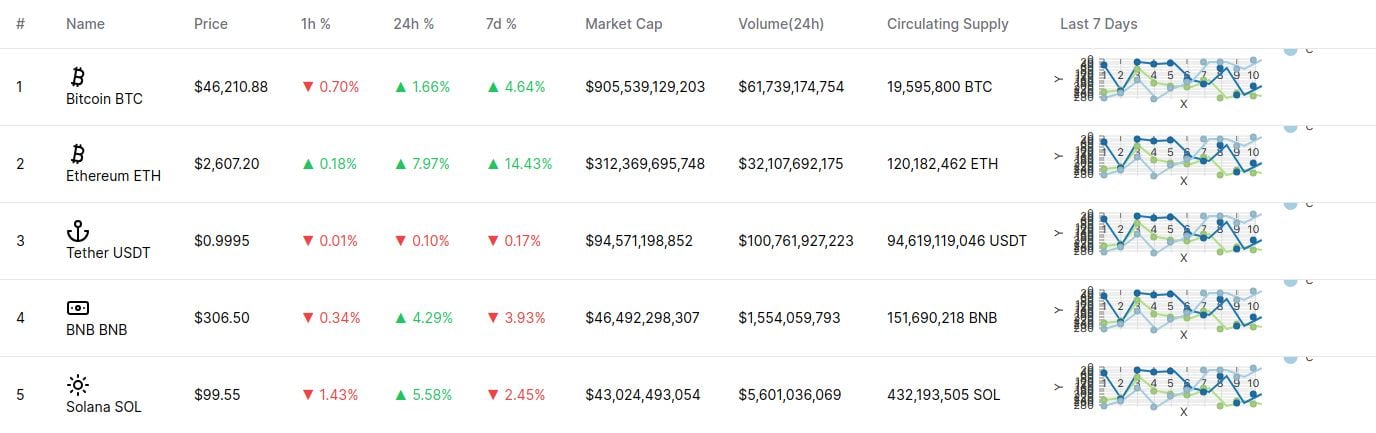 # Name Price 1h % 24h % 7d % Market Cap Volume(24h) Circulating Supply Last 7 Days
1 Bitcoin BTC $46,210.88 ▼ 0.70% ▲ 1.66% ▲ 4.64% $905,539,129,203 $61,739,174,754 19,595,800 BTC
Y 1 2 3 4 5 6 7 8 9 10
X
2 Ethereum ETH $2,607.20 ▲ 0.18% ▲ 7.97% ▲ 14.43% $312,369,695,748 $32,107,692,175 120,182,462 ETH
Y 1 2 3 4 5 6 7 8 9 10
X
3 Tether USDT $0.9995 ▼ 0.01% ▼ 0.10% ▼ 0.17% $94,571,198,852 $100,761,927,223 94,619,119,046 USDT
Y 1 2 3 4 5 6 7 8 9 10
X
4 BNB BNB $306.50 ▼ 0.34% ▲ 4.29% ▼ 3.93% $46,492,298,307 $1,554,059,793 151,690,218 BNB
Y 1 2 3 4 5 6 7 8 9 10
X
5 Solana SOL $99.55 ▼ 1.43% ▲ 5.58% ▼ 2.45% $43,024,493,054 $5,601,036,069 432,193,505 SOL
Y 1 2 3 4 5 6 7 8 9 10
X